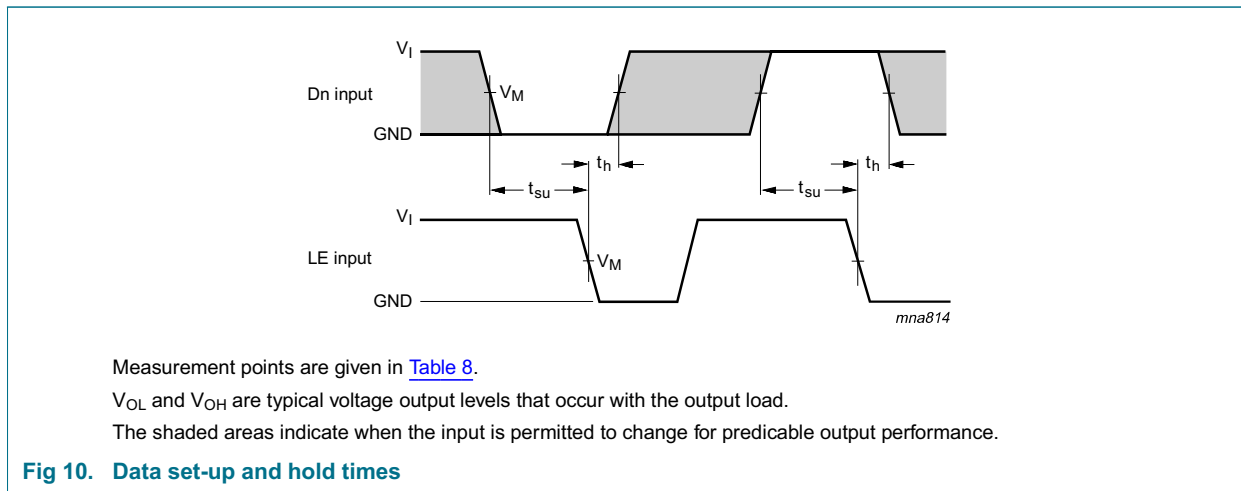 VI
Dn input
VM
GND
th
th
tsu
tsu
VI
LE input
VM
GND
mna814
Measurement points are given in Table 8.
VOL and VOH are typical voltage output levels that occur with the output load.
The shaded areas indicate when the input is permitted to change for predicable output performance.
Fig 10. Data set-up and hold times